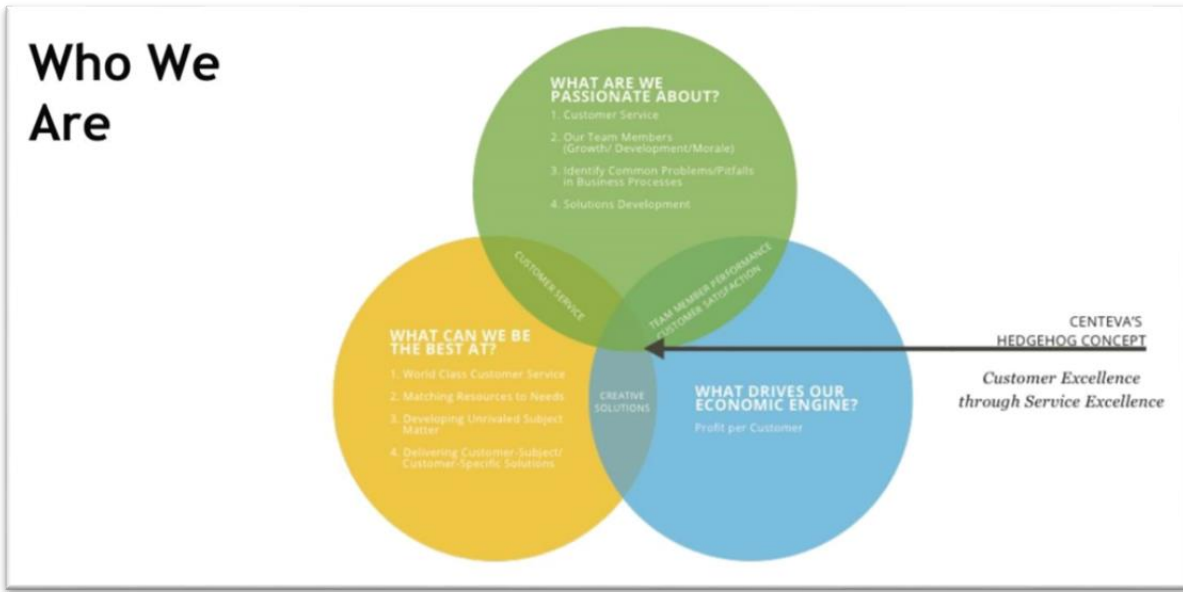 Who We
Are
WHAT ARE WE
PASSIONATE ABOUT?
1. Customer Service
2. Our Team Members
(Growth/ Development/Morale)
3. Identify Common Problems/Pitfalls
in Business Processes
4. Solutions Development
CUSTOMER SERVICE
TEAM MEMBER PERFORMANCE
CUSTOMER SATISFACTION
WHAT CAN WE BE
THE BEST AT?
1. World Class Customer Service
2. Matching Resources to Needs
3. Developing Unrivaled Subject
Matter
4. Delivering Customer-Subject/
Customer-Specific Solutions
CREATIVE
SOLUTIONS
WHAT DRIVES OUR
ECONOMIC ENGINE?
Profit per Customer
CENTEVA'S
HEDGEHOG CONCEPT
Customer Excellence
through Service Excellence